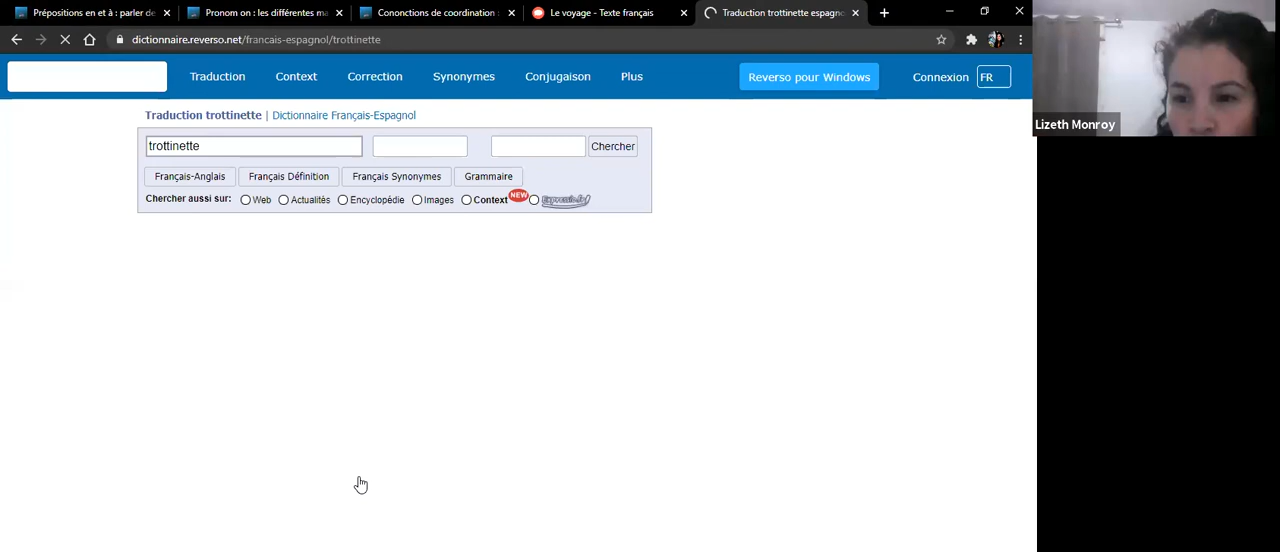 Prépositions en et à : parler de
Pronom on : les différentes ma
Cononctions de coordination :
Le voyage - Texte français
Traduction trottinette espagno
dictionnaire.reverso.net/francais-espagnol/trottinette
Traduction Context Correction Synonymes Conjugaison Plus Reverso pour Windows Connexion FR
Lizeth Monroy
Traduction trottinette | Dictionnaire Français-Espagnol
trottinette Chercher
Français-Anglais Français Définition Français Synonymes Grammaire
Chercher aussi sur: Web Actualités Encyclopédie Images Context NEW